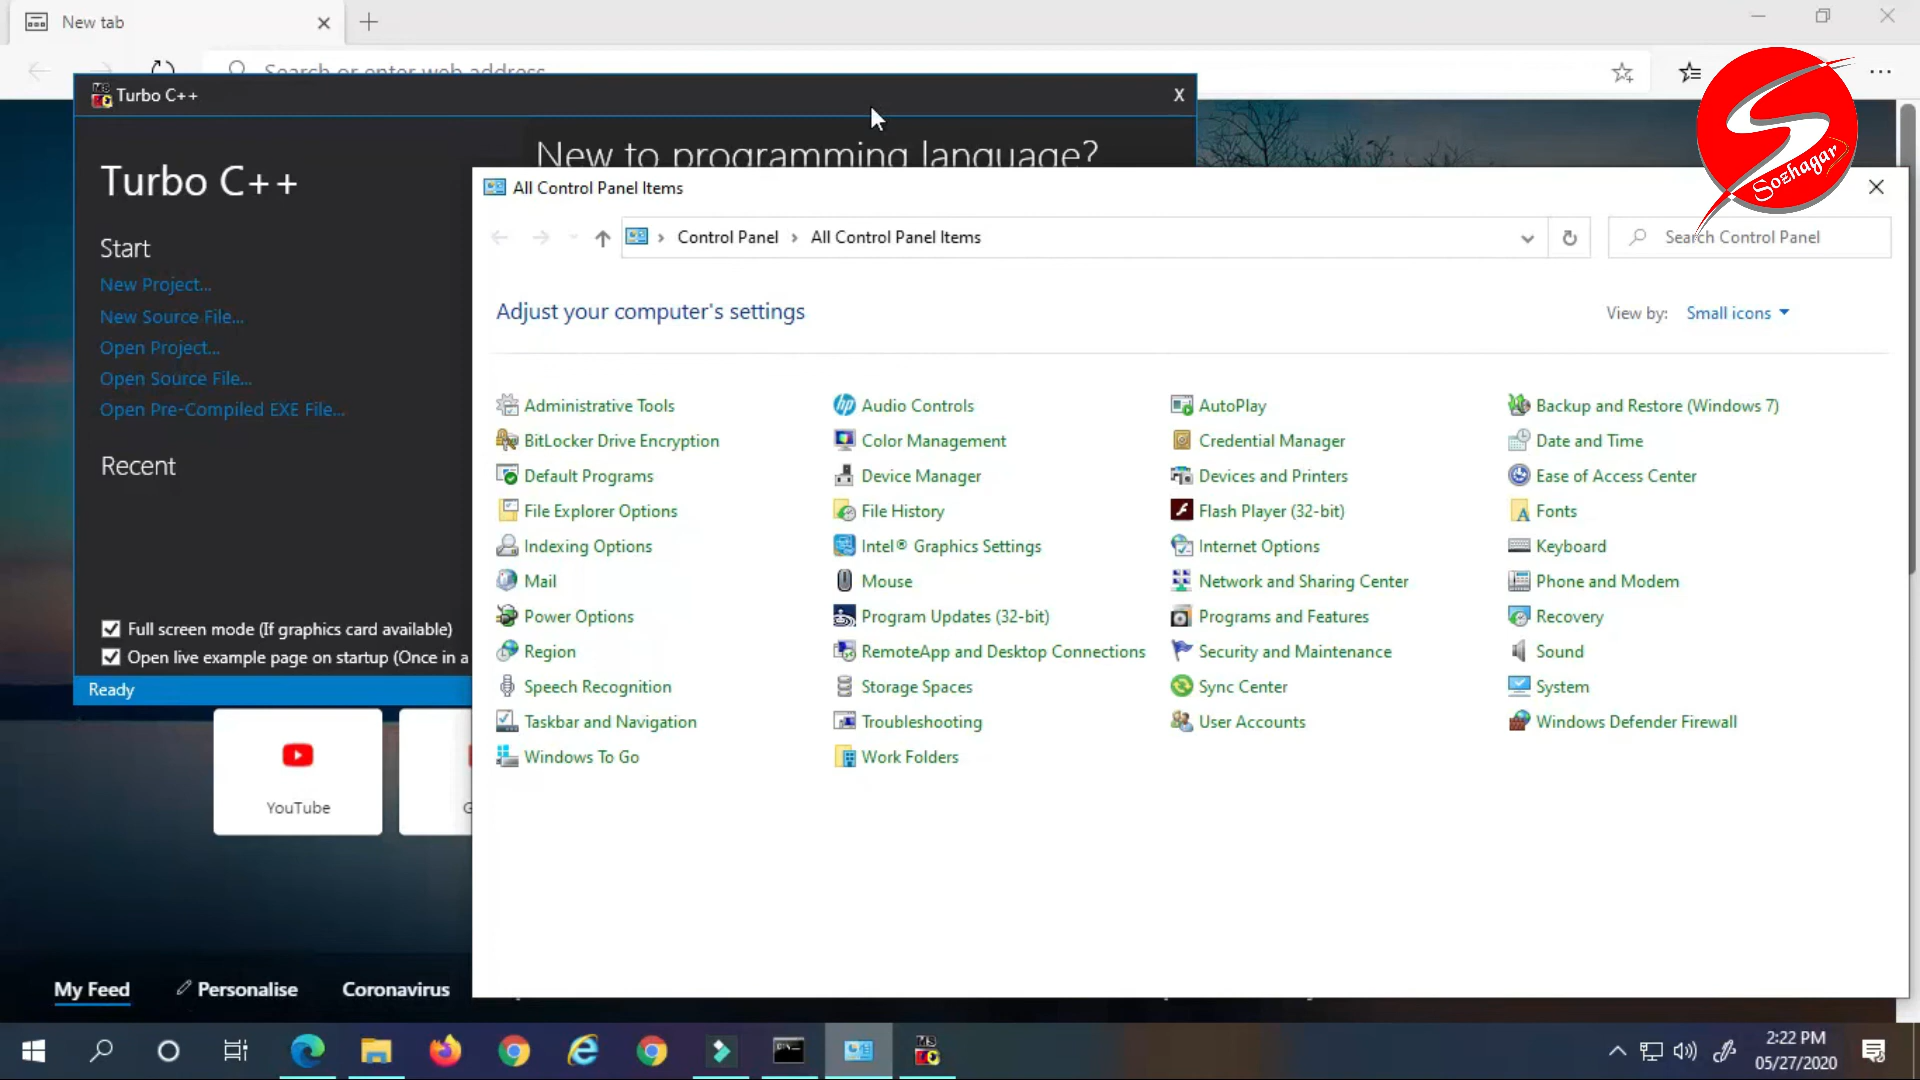 New tab
Search or enter web address
Turbo C++
X
New to programming language?
Turbo C++
Start
New Project...
New Source File...
Open Project...
Open Source File...
Open Pre-Compiled EXE File...
Recent
Full screen mode (If graphics card available)
Open live example page on startup (Once in a
Ready
Sozhagar
All Control Panel Items
Control Panel
All Control Panel Items
Search Control Panel
Adjust your computer's settings
View by: Small icons
Administrative Tools
Audio Controls
AutoPlay
Backup and Restore (Windows 7)
BitLocker Drive Encryption
Color Management
Credential Manager
Date and Time
Default Programs
Device Manager
Devices and Printers
Ease of Access Center
File Explorer Options
File History
Flash Player (32-bit)
Fonts
Indexing Options
Intel® Graphics Settings
Internet Options
Keyboard
Mail
Mouse
Network and Sharing Center
Phone and Modem
Power Options
Program Updates (32-bit)
Programs and Features
Recovery
Region
RemoteApp and Desktop Connections
Security and Maintenance
Sound
Speech Recognition
Storage Spaces
Sync Center
System
Taskbar and Navigation
Troubleshooting
User Accounts
Windows Defender Firewall
Windows To Go
Work Folders
YouTube
My Feed
Personalise
Coronavirus
2:22 PM
05/27/2020